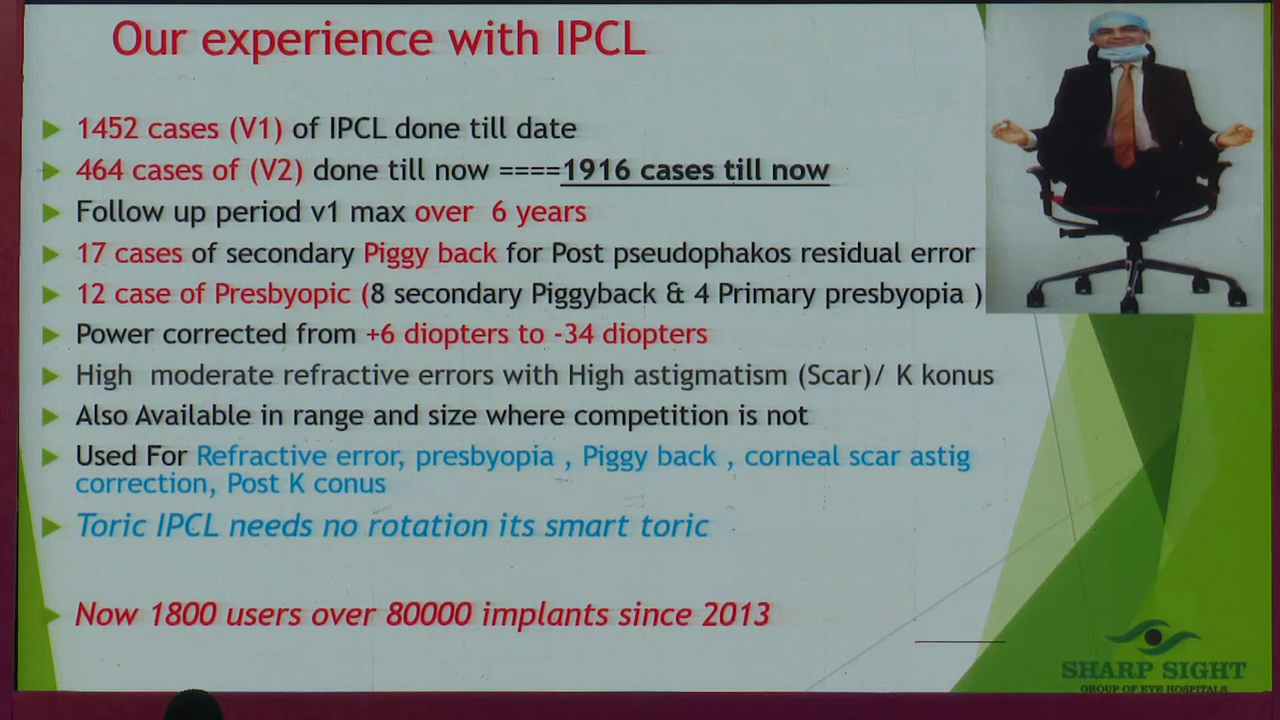 Our experience with IPCL
1452 cases (V1) of IPCL done till date
464 cases of (V2) done till now ====1916 cases till now
Follow up period v1 max over 6 years
17 cases of secondary Piggy back for Post pseudophakos residual error
12 case of Presbyopic (8 secondary Piggyback & 4 Primary presbyopia )
Power corrected from +6 diopters to -34 diopters
High moderate refractive errors with High astigmatism (Scar)/ K konus
Also Available in range and size where competition is not
Used For Refractive error, presbyopia , Piggy back , corneal scar astig
correction, Post K conus
Toric IPCL needs no rotation its smart toric
Now 1800 users over 80000 implants since 2013
SHARP SIGHT
GROUP OF EYE HOSPITALS